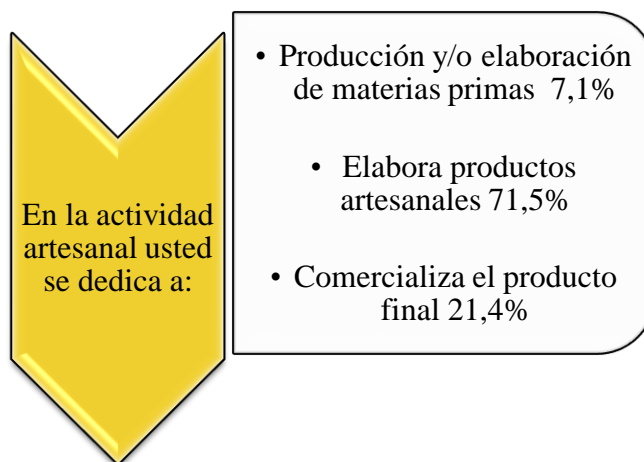 En la actividad
artesanal usted
se dedica a:
• Producción y/o elaboración
de materias primas 7,1%
• Elabora productos
artesanales 71,5%
• Comercializa el producto
final 21,4%